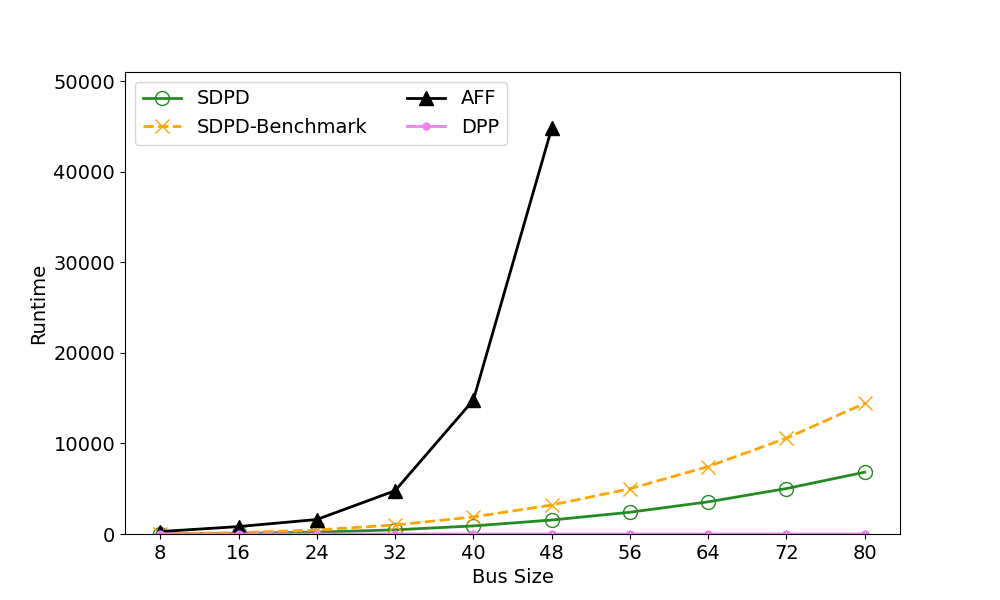 SDPD
SDPD-Benchmark
AFF
DPP
50000
40000
30000
20000
10000
0
Runtime
8 16 24 32 40 48 56 64 72 80
Bus Size